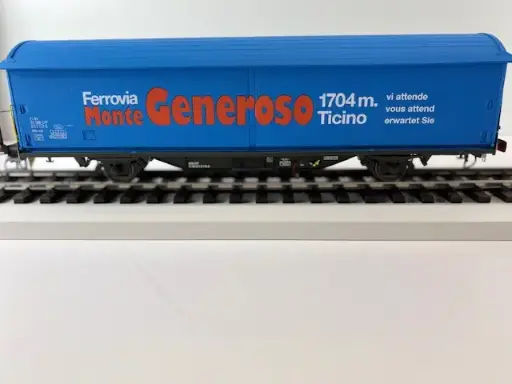 Ferrovia
Monte Generoso
1704 m.
Ticino
vi attende
vous attend
erwartet Sie